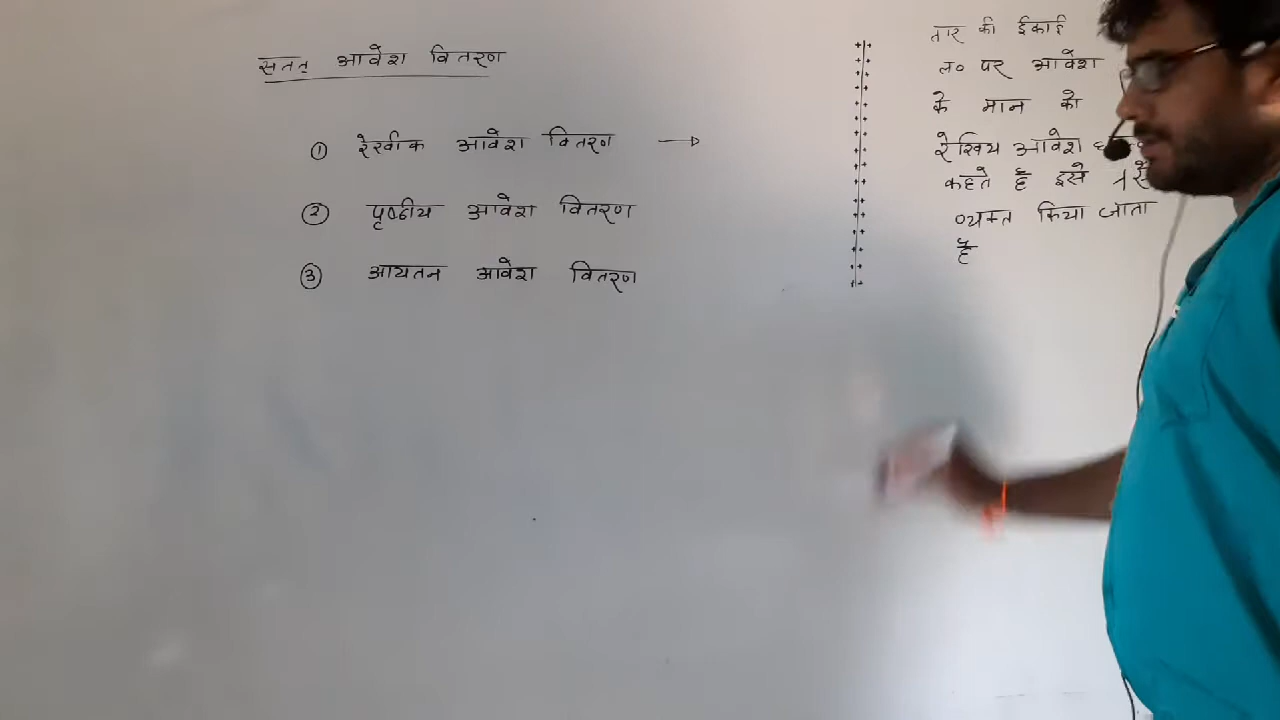 सतत् आवेश वितरण
① रेखीक आवेश वितरण →
② पृष्ठीय आवेश वितरण
③ आयतन आवेश वितरण
तार की ईकाई
ल० पर आवेश
के मान को
रेखिय आवेश
कहते है इसे λ से
व्यक्त किया जाता
है